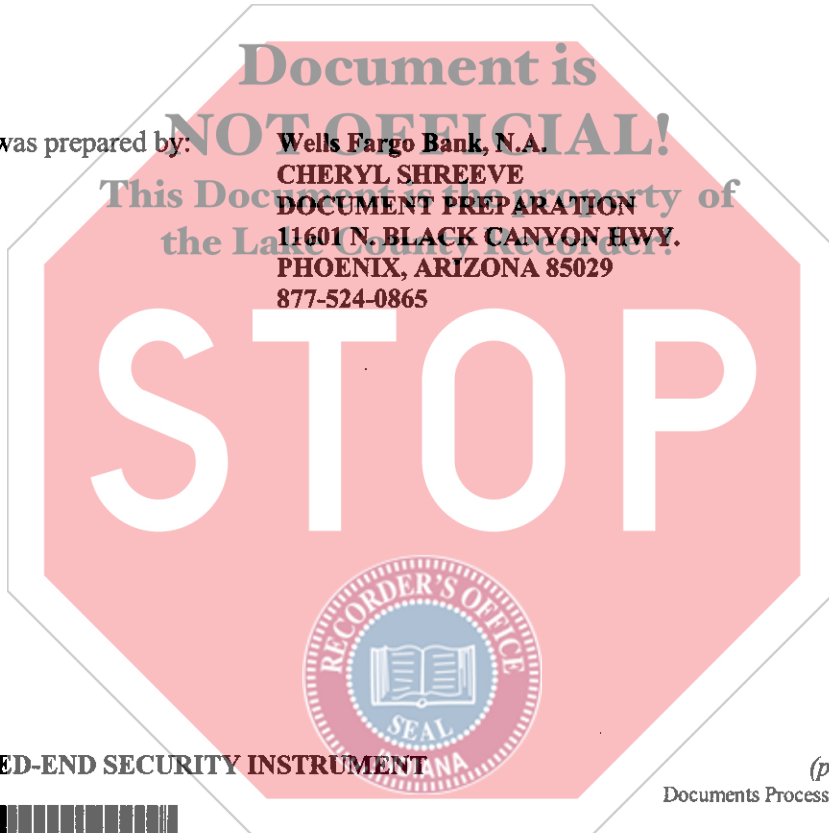 Document is
NOT OFFICIAL!
This Document is the property of
the Lake County Recorder!
was prepared by: Wells Fargo Bank, N.A.
CHERYL SHREEVE
DOCUMENT PREPARATION
11601 N. BLACK CANYON HWY.
PHOENIX, ARIZONA 85029
877-524-0865
STOP
RECORDER'S OFFICE
SEAL
INDIANA
ED-END SECURITY INSTRUMENT (p
Documents Process